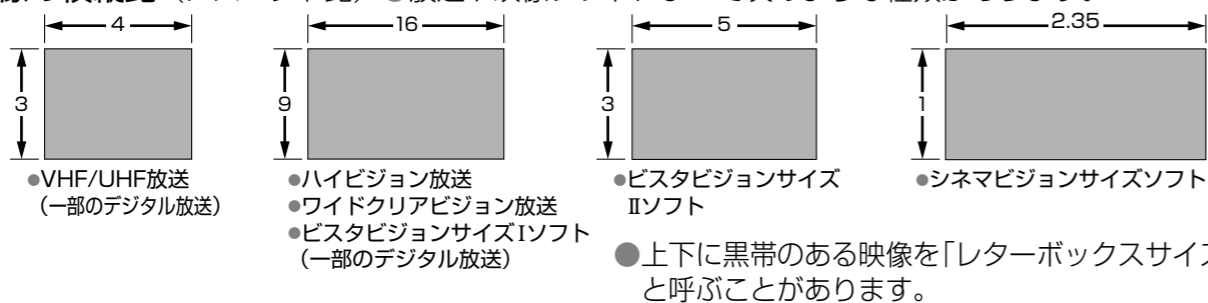 4
3
●VHF/UHF放送
(一部のデジタル放送)
16
9
●ハイビジョン放送
●ワイドクリアビジョン放送
●ビスタビジョンサイズIソフト
(一部のデジタル放送)
5
3
●ビスタビジョンサイズ
IIソフト
2.35
1
●シネマビジョンサイズソフト
●上下に黒帯のある映像を「レターボックスサイズ
と呼ぶことがあります。